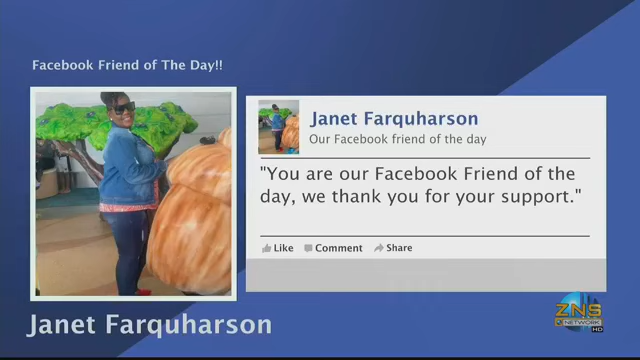 Facebook Friend of The Day!!
Janet Farquharson
Our Facebook friend of the day
"You are our Facebook Friend of the
day, we thank you for your support."
Like Comment Share
Janet Farquharson
ZNS
NETWORK
HD